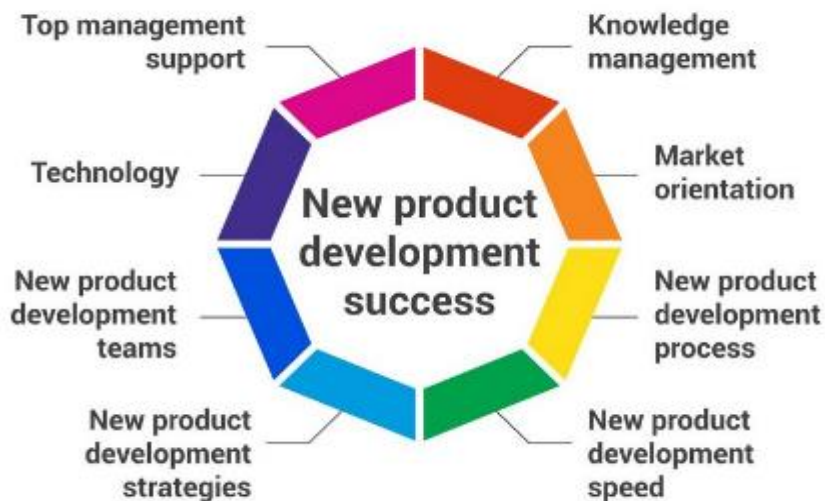 Top management
support
Knowledge
management
Technology
Market
orientation
New product
development
success
New product
development
teams
New product
development
process
New product
development
strategies
New product
development
speed